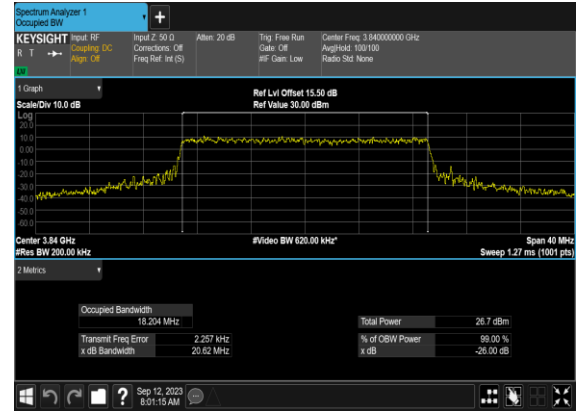 Spectrum Analyzer 1
Occupied BW
+
KEYSIGHT
R T
LU
Input: RF
Coupling: DC
Align: Off
Input Z: 50 Ω
Corrections: Off
Freq Ref: Int (S)
Atten: 20 dB
Trig: Free Run
Gate: Off
#IF Gain: Low
Center Freq: 3.840000000 GHz
Avg|Hold: 100/100
Radio Std: None
1 Graph
Scale/Div 10.0 dB
Ref Lvl Offset 15.50 dB
Ref Value 30.00 dBm
Log
20.0
10.0
0.00
-10.0
-20.0
-30.0
-40.0
-50.0
-60.0
Center 3.84 GHz
#Res BW 200.00 kHz
#Video BW 620.00 kHz*
Span 40 MHz
Sweep 1.27 ms (1001 pts)
2 Metrics
Occupied Bandwidth
18.204 MHz
Transmit Freq Error 2.257 kHz
x dB Bandwidth 20.62 MHz
Total Power 26.7 dBm
% of OBW Power 99.00 %
x dB -26.00 dB
?
Sep 12, 2023
8:01:15 AM